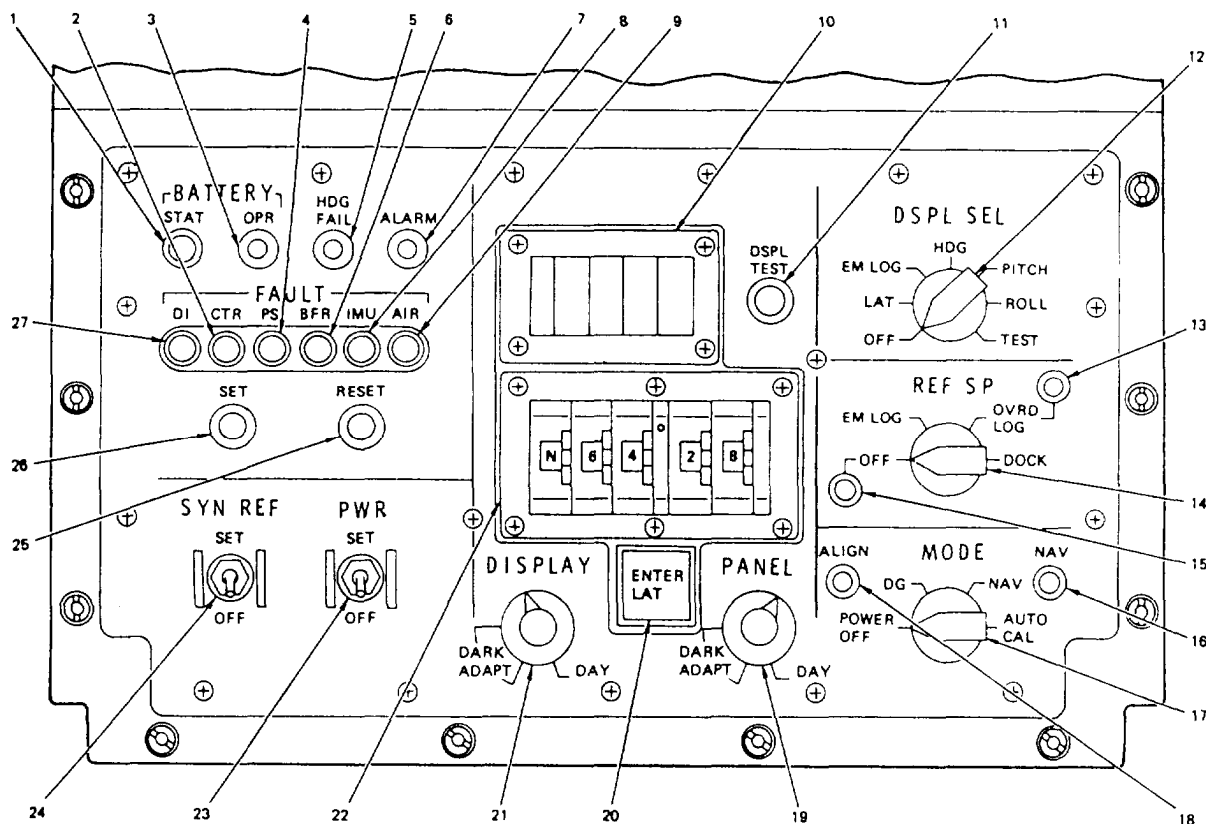 1 2 3 4 5 6 7 8 9 10 11 12
BATTERY
STAT OPR HDG FAIL ALARM
FAULT
DI CTR PS BFR IMU AIR
SET RESET
27
26
25
SYN REF PWR
SET SET
OFF OFF
DSPL TEST
N 6 4 2 8
DISPLAY
ENTER LAT
PANEL
DARK ADAPT DAY
DARK ADAPT DAY
DSPL SEL
HDG
EM LOG PITCH
LAT ROLL
OFF TEST
13
REF SP
EM LOG OVRD LOG
OFF DOCK
14
15
MODE
ALIGN NAV
DG NAV
POWER OFF AUTO CAL
16
17
24 23 22 21 20 19 18